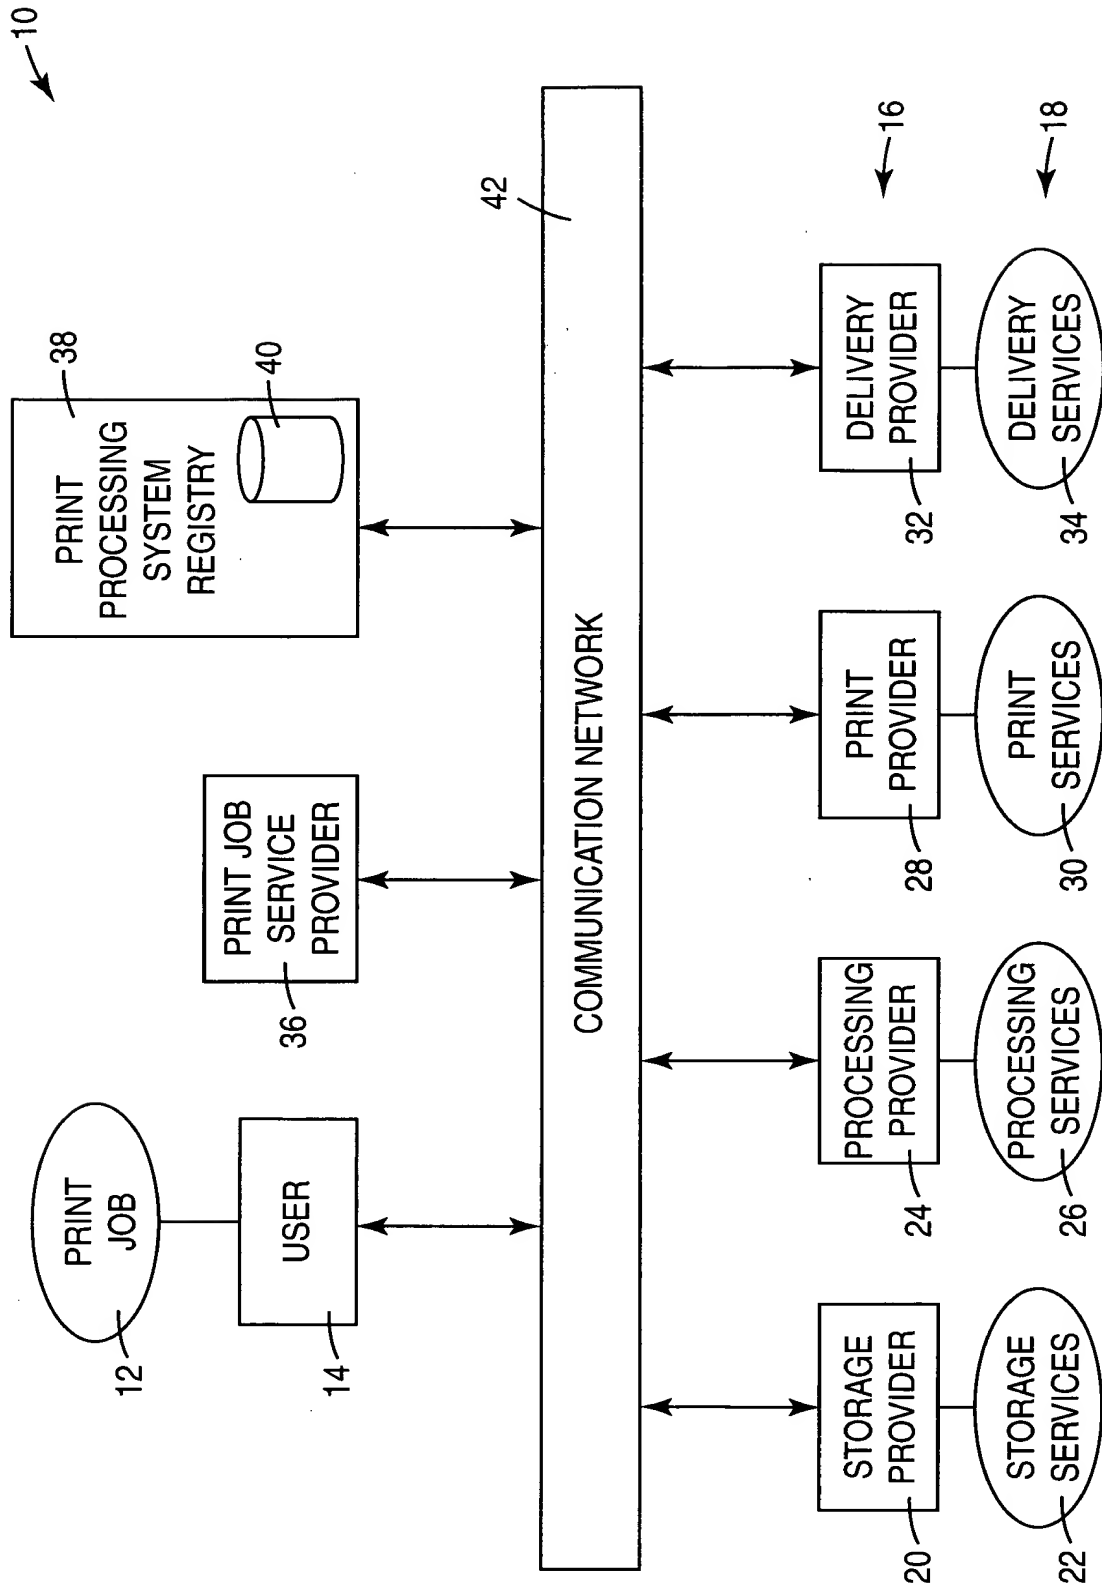 10
PRINT
JOB
12
USER
14
PRINT JOB
SERVICE
PROVIDER
36
PRINT
PROCESSING
SYSTEM
REGISTRY
38
40
COMMUNICATION NETWORK
42
STORAGE
PROVIDER
20
PROCESSING
PROVIDER
24
PRINT
PROVIDER
28
DELIVERY
PROVIDER
32
16
STORAGE
SERVICES
22
PROCESSING
SERVICES
26
PRINT
SERVICES
30
DELIVERY
SERVICES
34
18